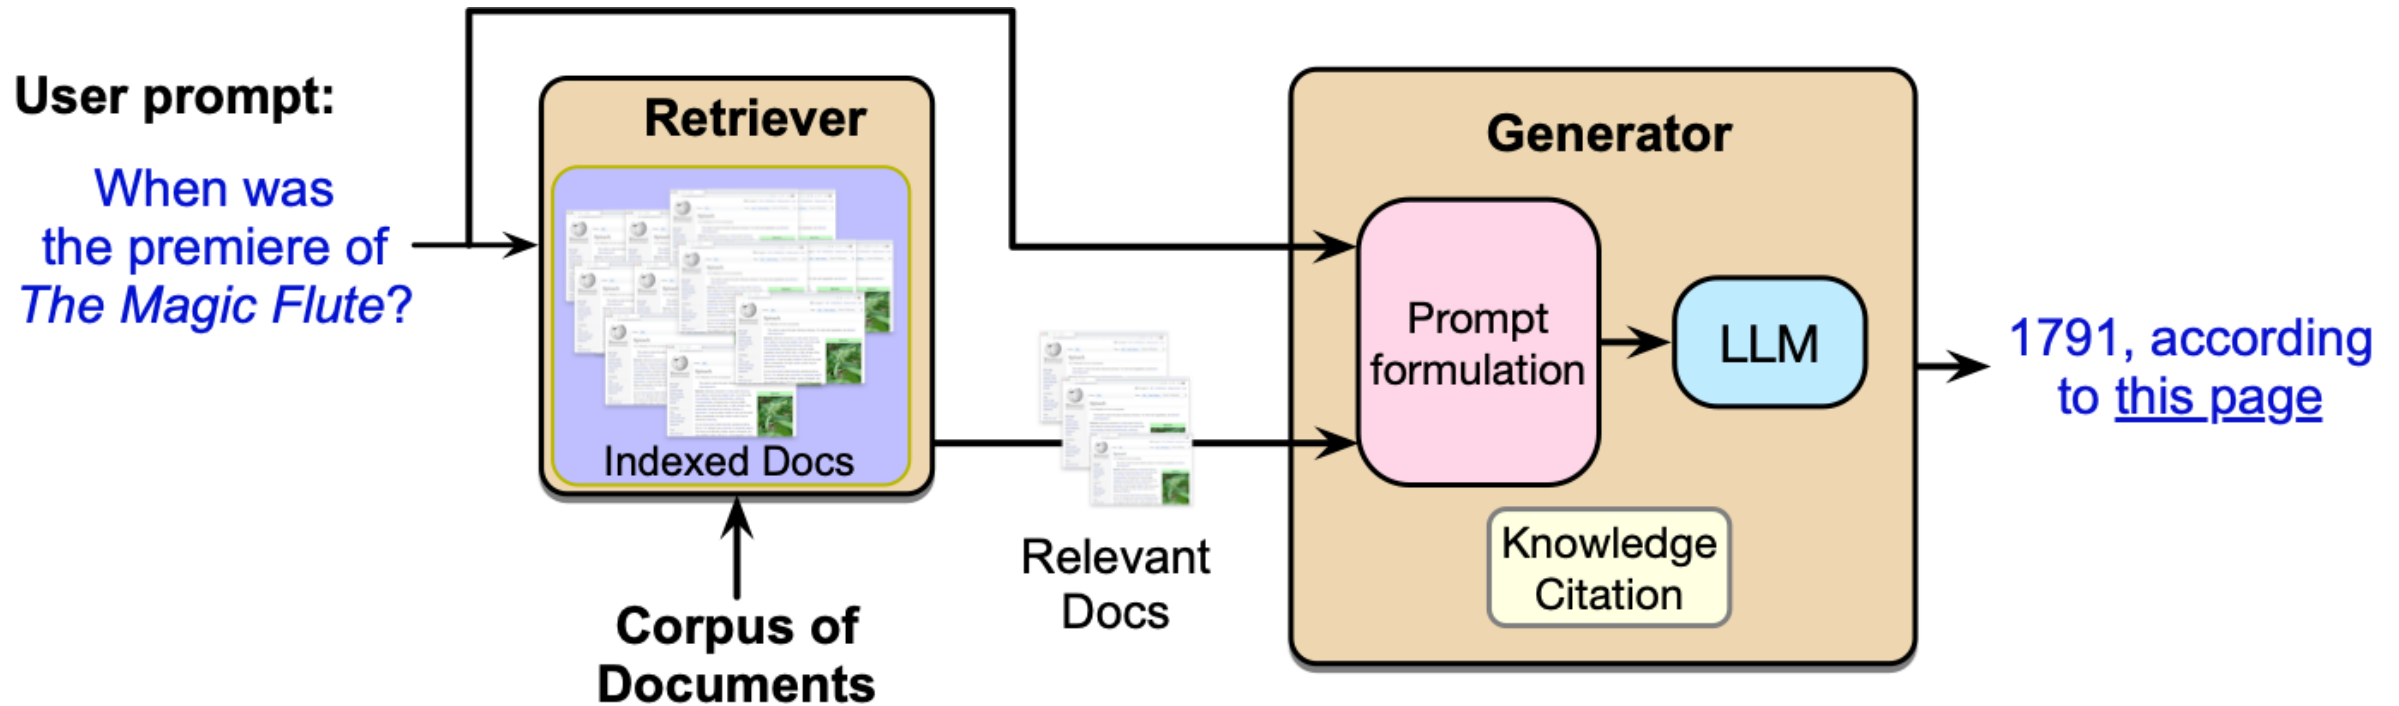 User prompt:
When was
the premiere of
The Magic Flute?
Retriever
Indexed Docs
Corpus of
Documents
Relevant
Docs
Generator
Prompt
formulation
LLM
Knowledge
Citation
1791, according
to this page